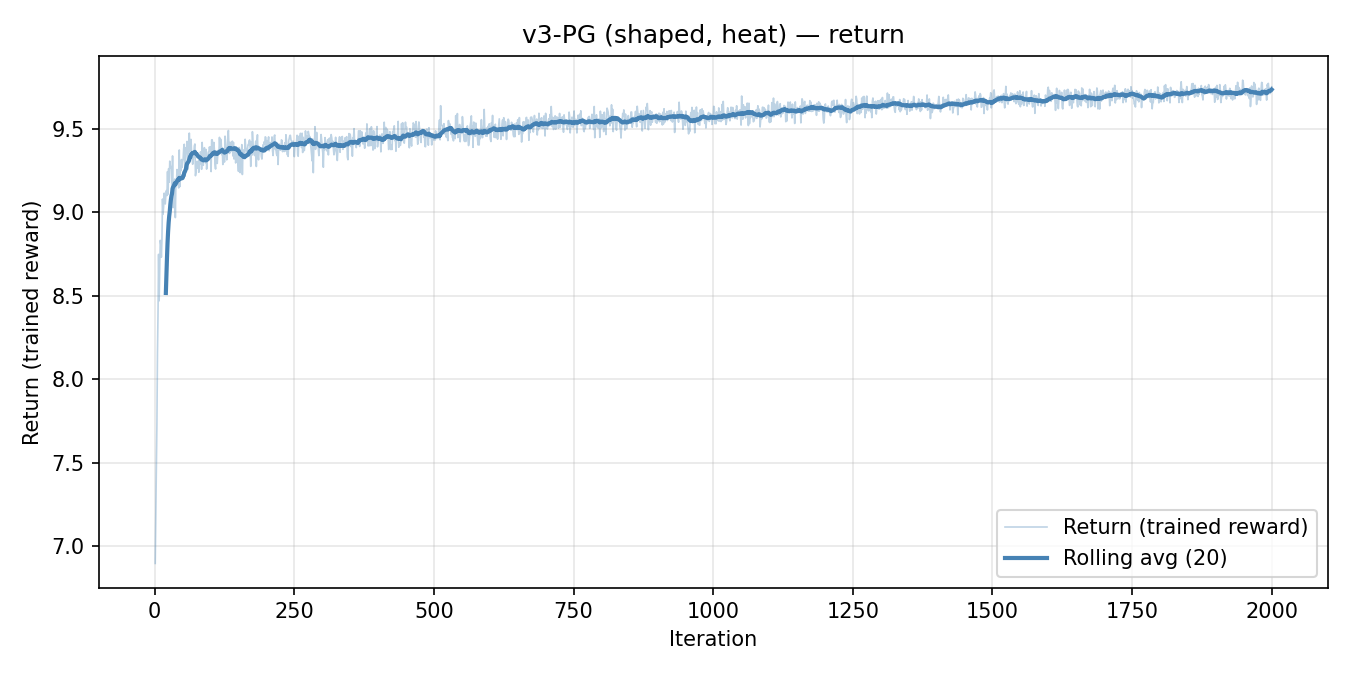 v3-PG (shaped, heat) — return
Return (trained reward)
9.5
9.0
8.5
8.0
7.5
7.0
0 250 500 750 1000 1250 1500 1750 2000
Iteration
Return (trained reward)
Rolling avg (20)